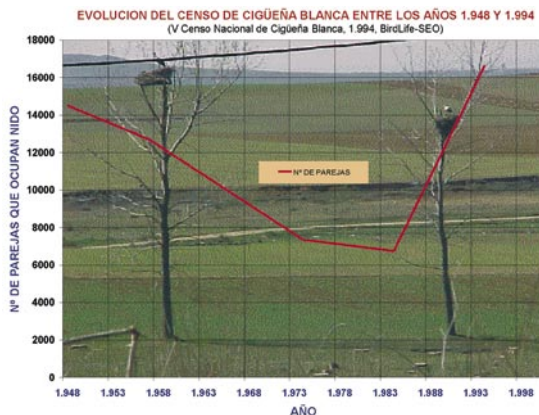 EVOLUCION DEL CENSO DE CIGÜEÑA BLANCA ENTRE LOS AÑOS 1.948 Y 1.994
(V Censo Nacional de Cigüeña Blanca, 1.994, BirdLife-SEO)
Nº DE PAREJAS QUE OCUPAN NIDO
18000
16000
14000
12000
10000
8000
6000
4000
2000
0
Nº DE PAREJAS
1.948 1.953 1.958 1.963 1.968 1.973 1.978 1.983 1.988 1.993 1.998
AÑO